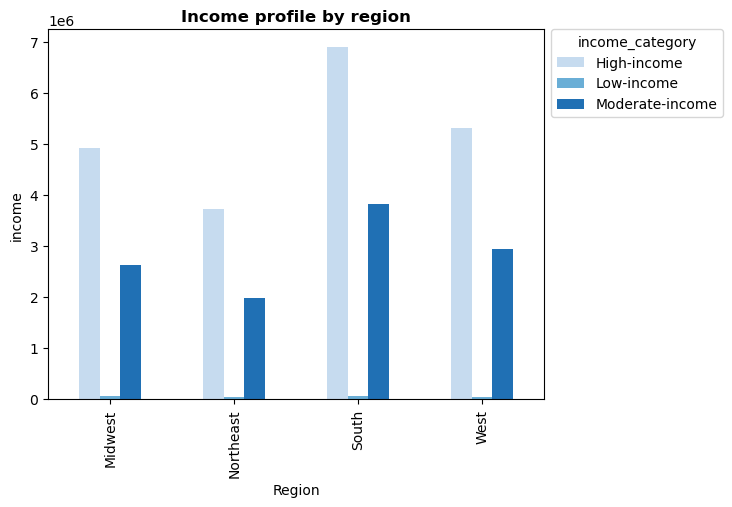 Income profile by region
1e6
7
6
5
4
3
2
1
0
income
Midwest
Northeast
South
West
Region
income_category
High-income
Low-income
Moderate-income